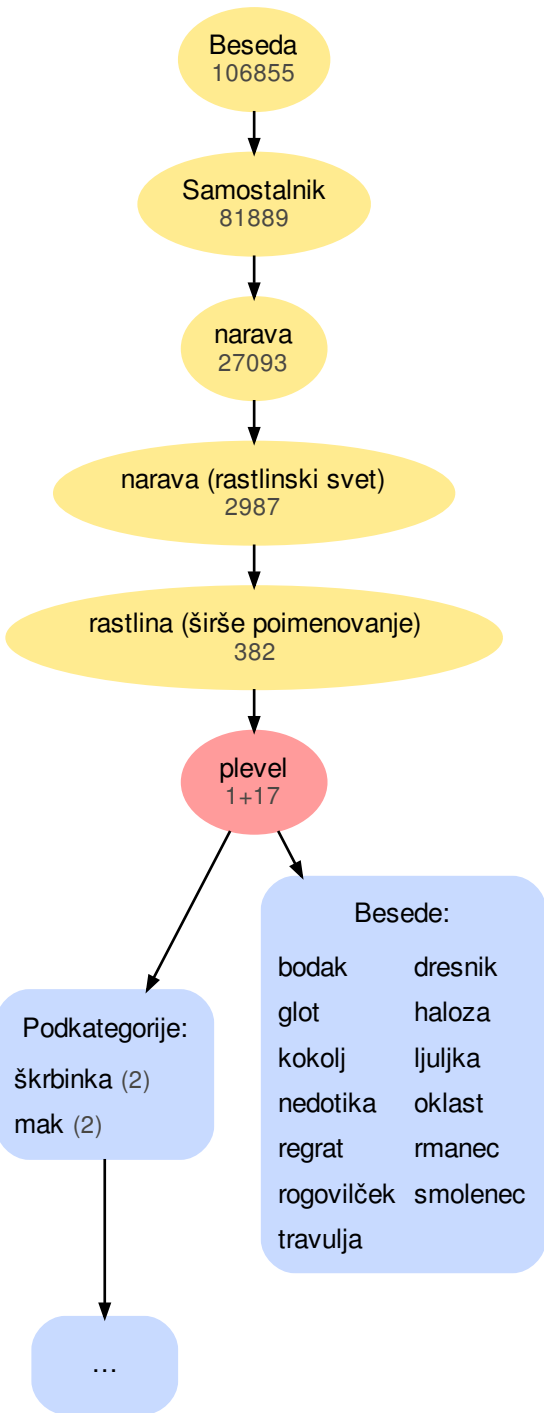 Beseda
106855
Samostalnik
81889
narava
27093
narava (rastlinski svet)
2987
rastlina (širše poimenovanje)
382
plevel
1+17
Podkategorije:
škrbinka (2)
mak (2)
...
Besede:
bodak dresnik
glot haloza
kokolj ljuljka
nedotika oklast
regrat rmanec
rogovilček smolenec
travulja